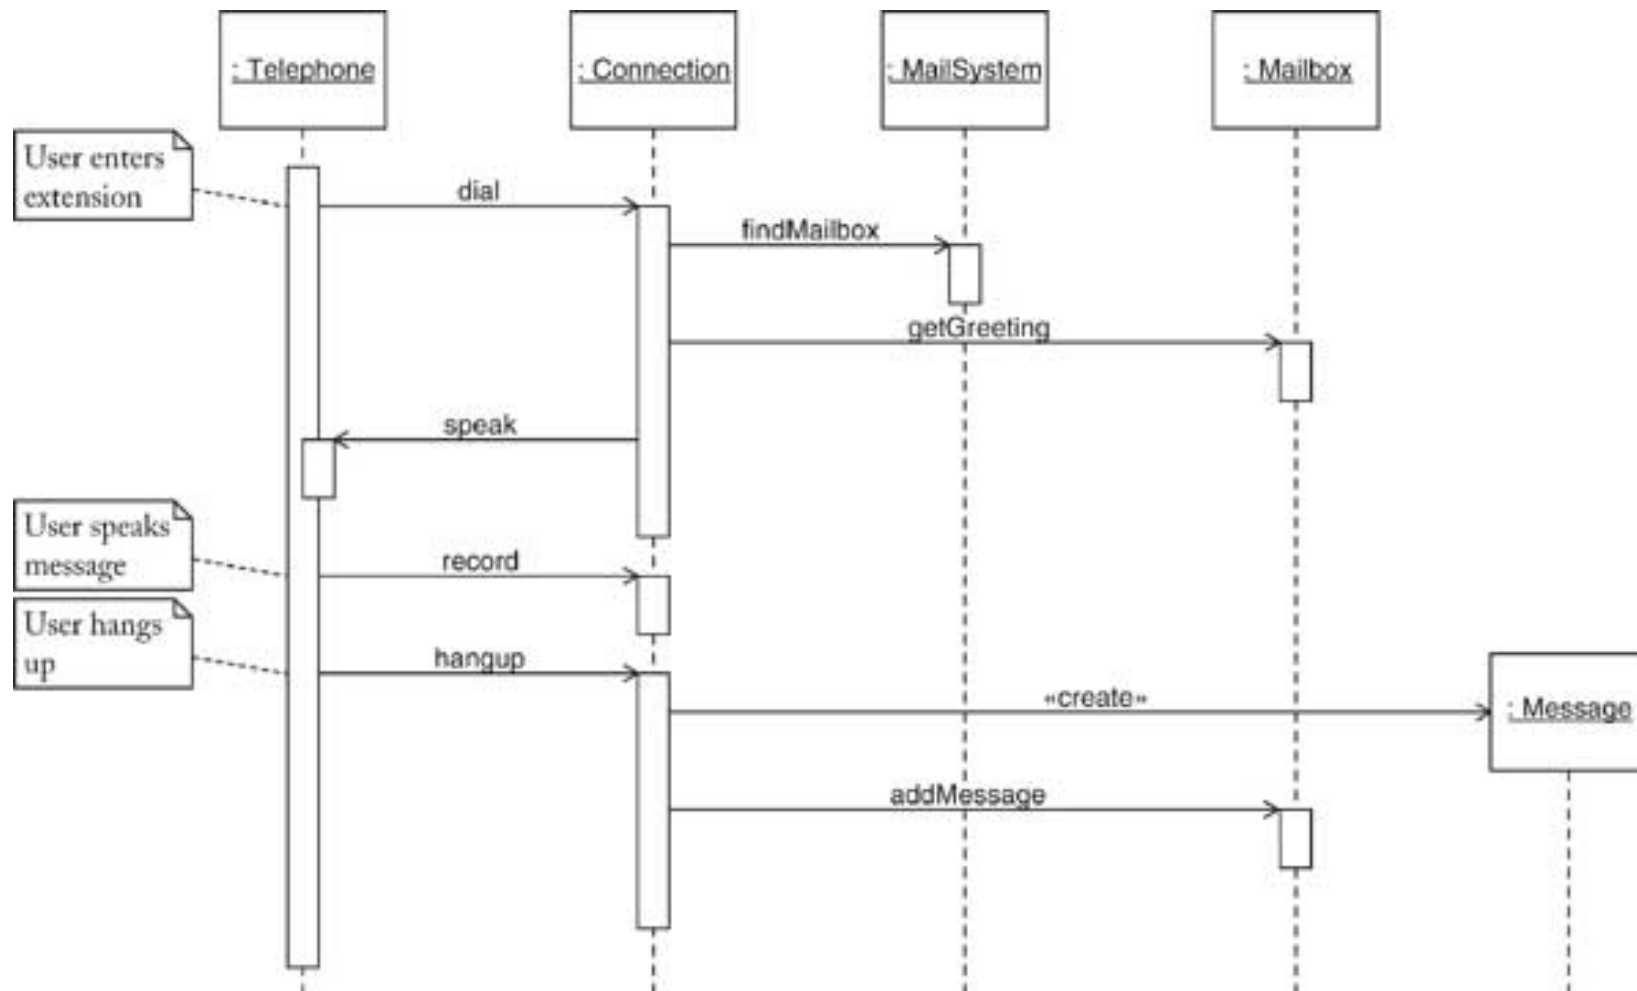 : Telephone
: Connection
: MailSystem
: Mailbox
User enters
extension
dial
findMailbox
getGreeting
speak
User speaks
message
record
User hangs
up
hangup
«create»
: Message
addMessage